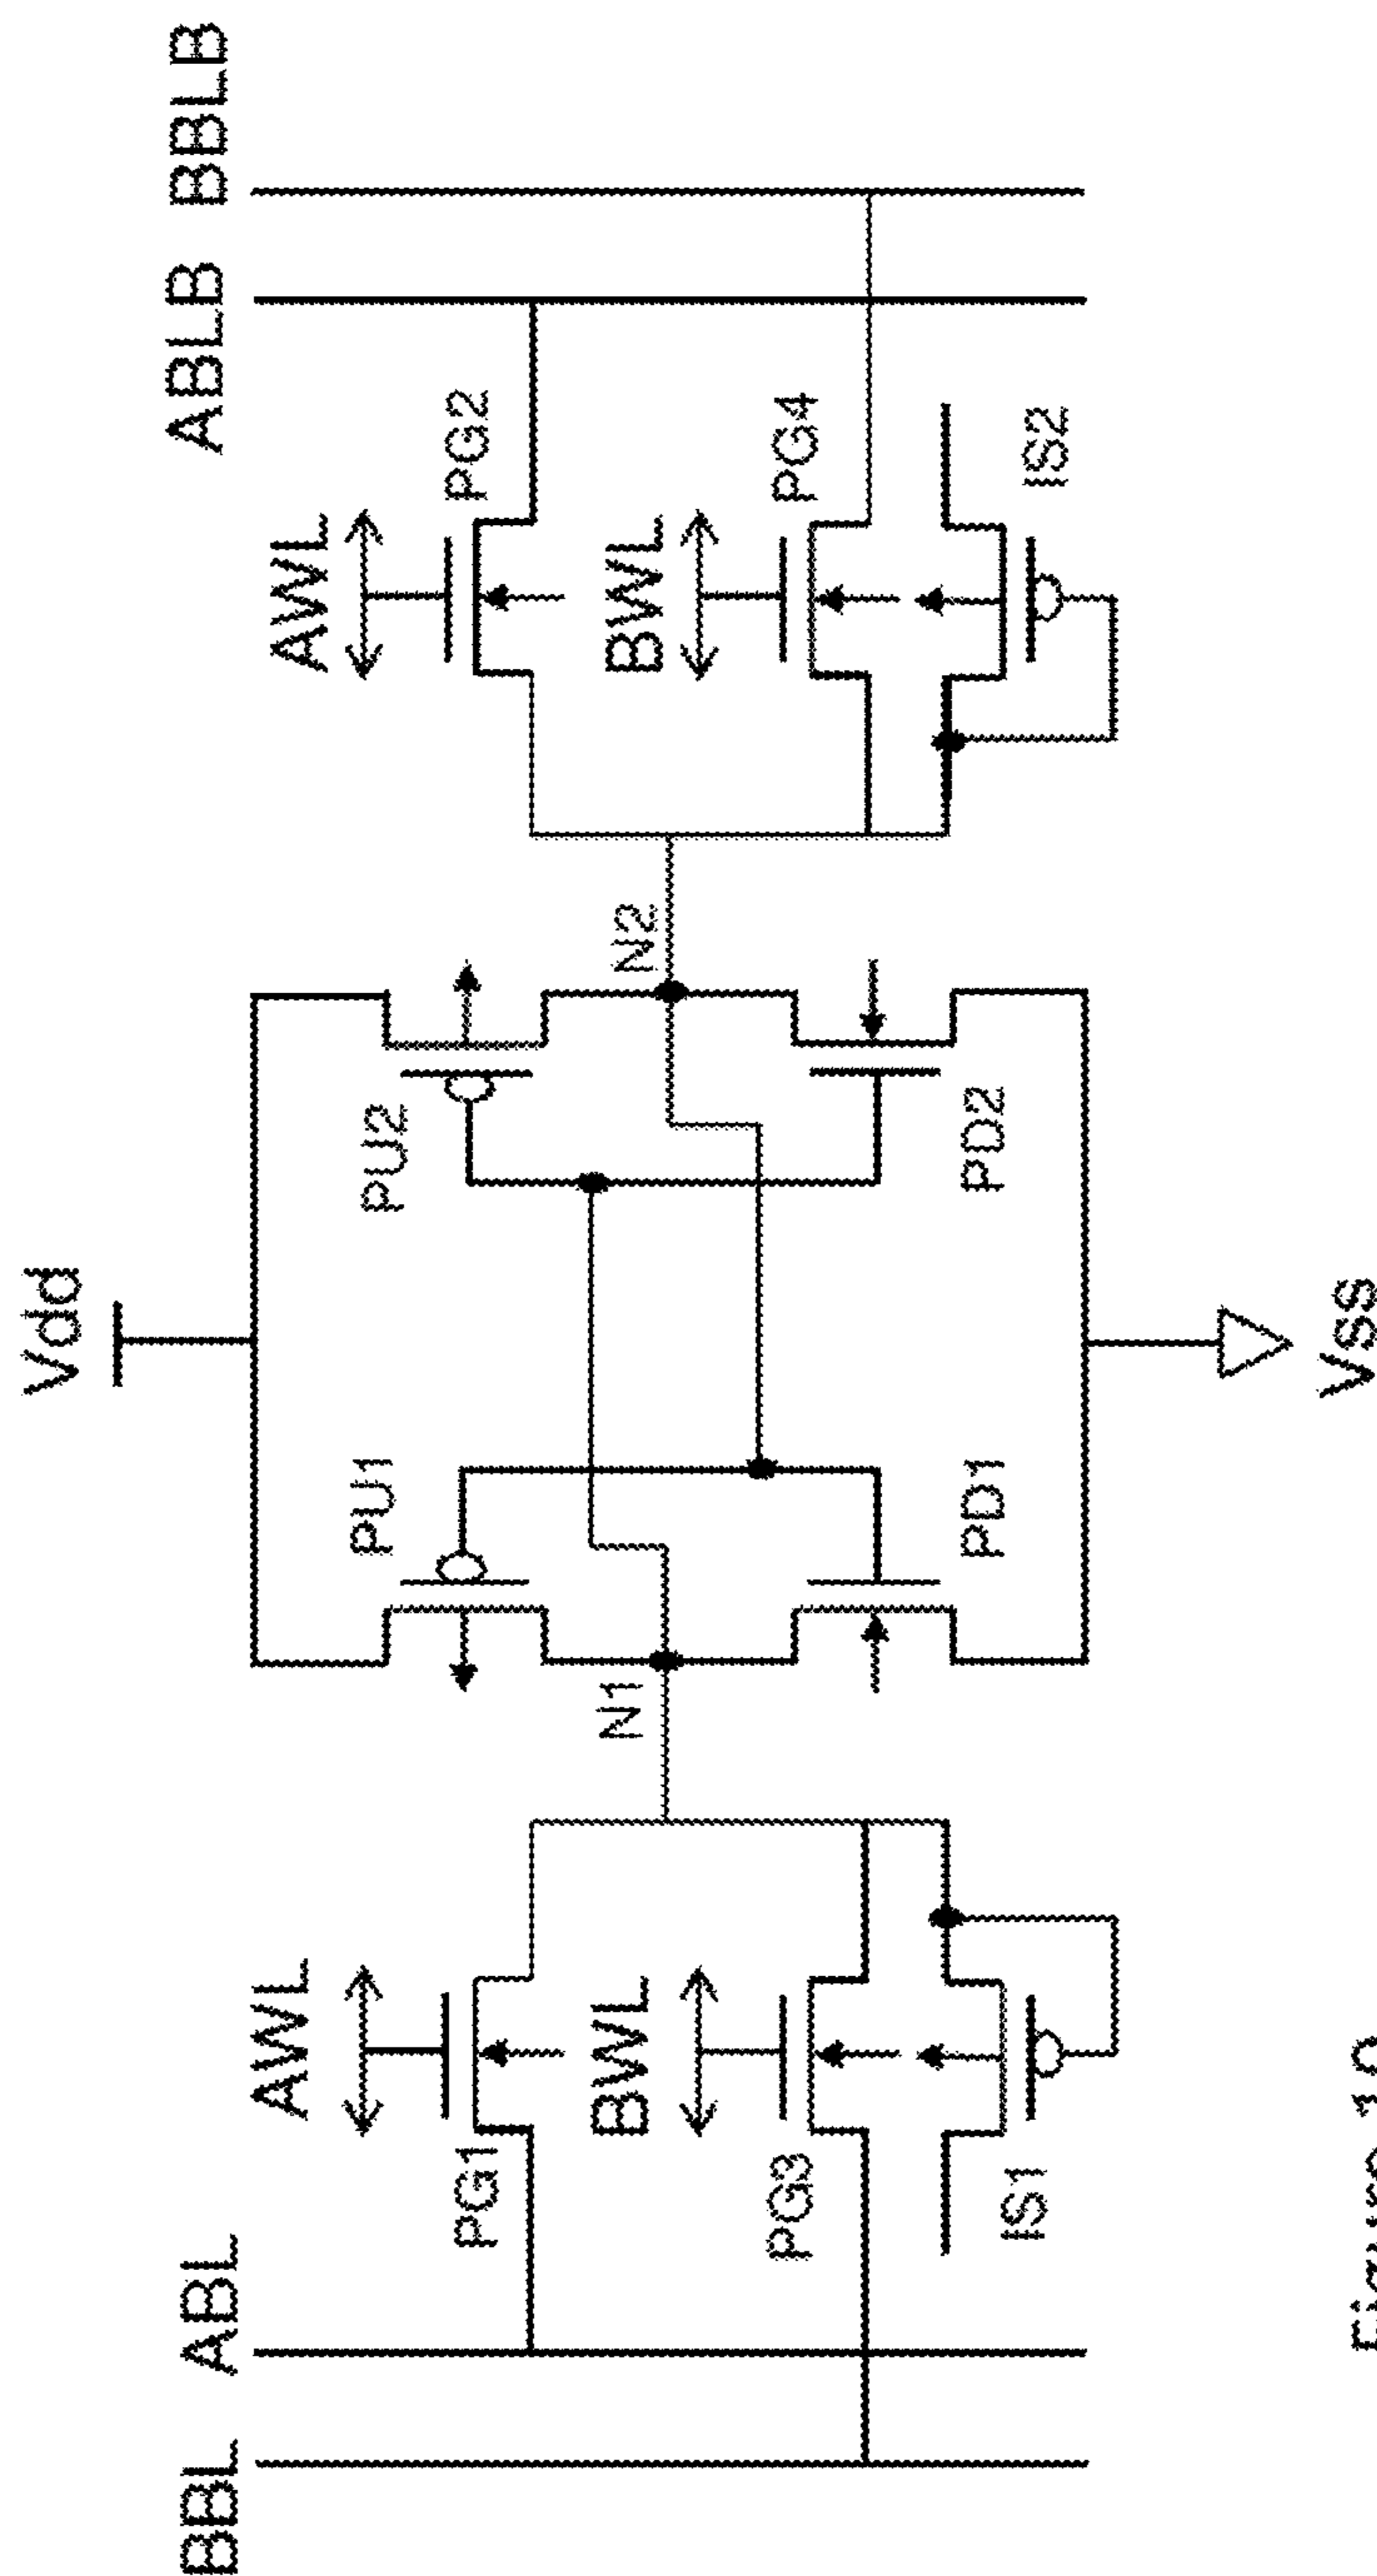 Vdd
BBL
ABL
ABLB
BBLB
AWL
AWL
PU1
PU2
PG1
PG2
BWL
BWL
N1
N2
PG3
PG4
PD1
PD2
IS1
IS2
Vss
Figure